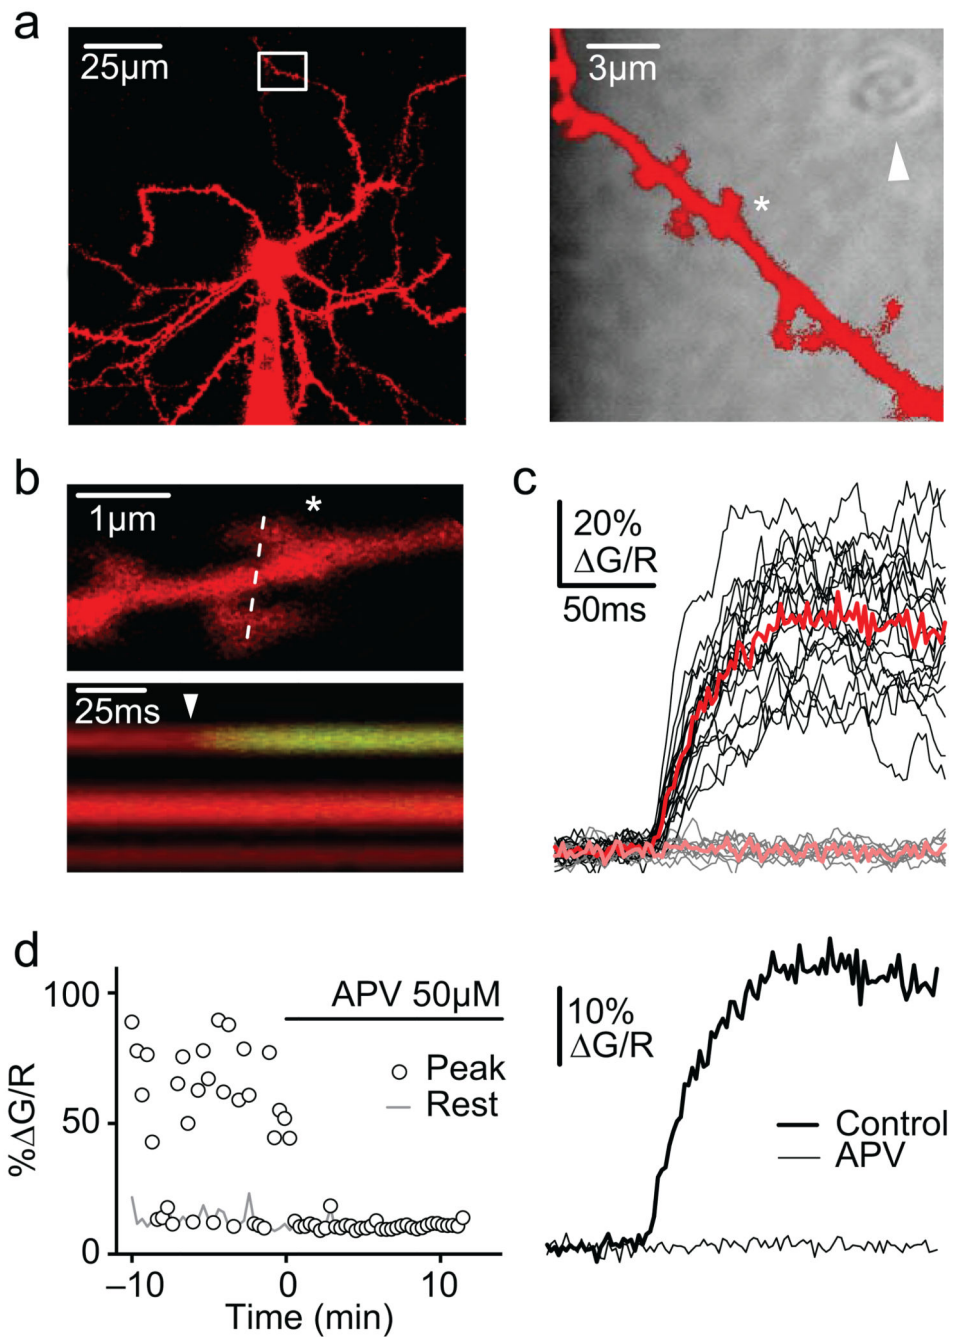 a
25µm
3µm
*
b
1µm
*
25ms
c
20%
ΔG/R
50ms
d
%ΔG/R
100
50
0
APV 50µM
Peak
Rest
–10
0
10
Time (min)
10%
ΔG/R
Control
APV